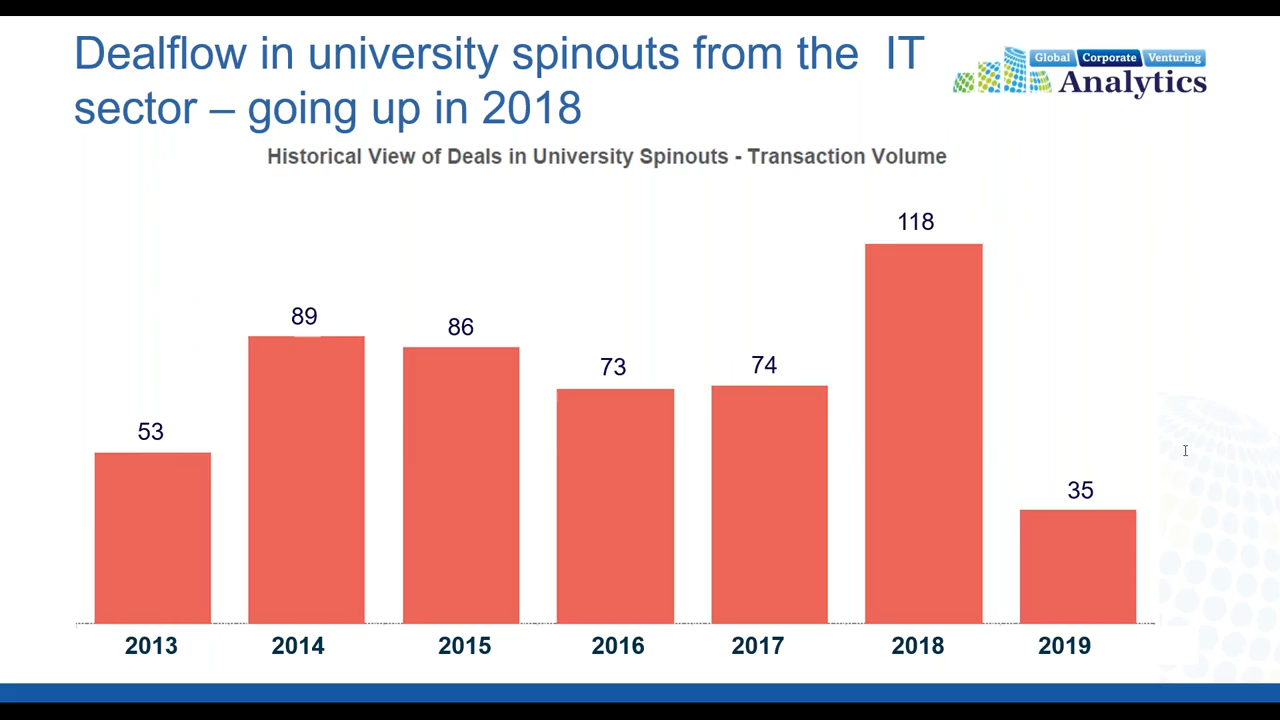 Dealflow in university spinouts from the IT
sector – going up in 2018
Global Corporate Venturing
Analytics
Historical View of Deals in University Spinouts - Transaction Volume
118
89
86
73
74
53
35
2013 2014 2015 2016 2017 2018 2019